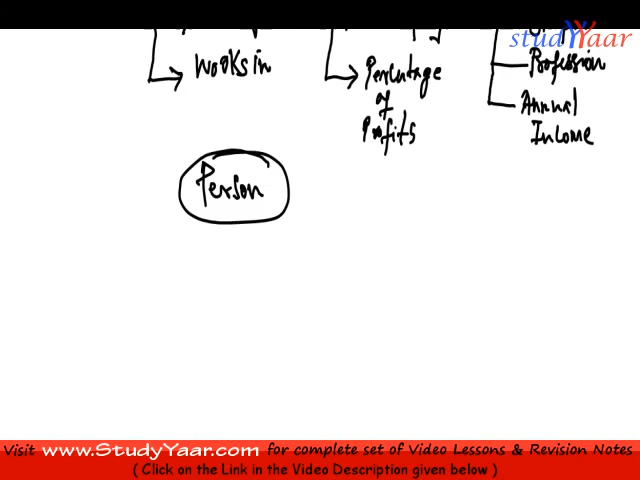 studYYaar
Works in
Percentage
of
Profits
Profession
Annual
Income
Person
Visit www.StudyYaar.com for complete set of Video Lessons & Revision Notes
( Click on the Link in the Video Description given below )